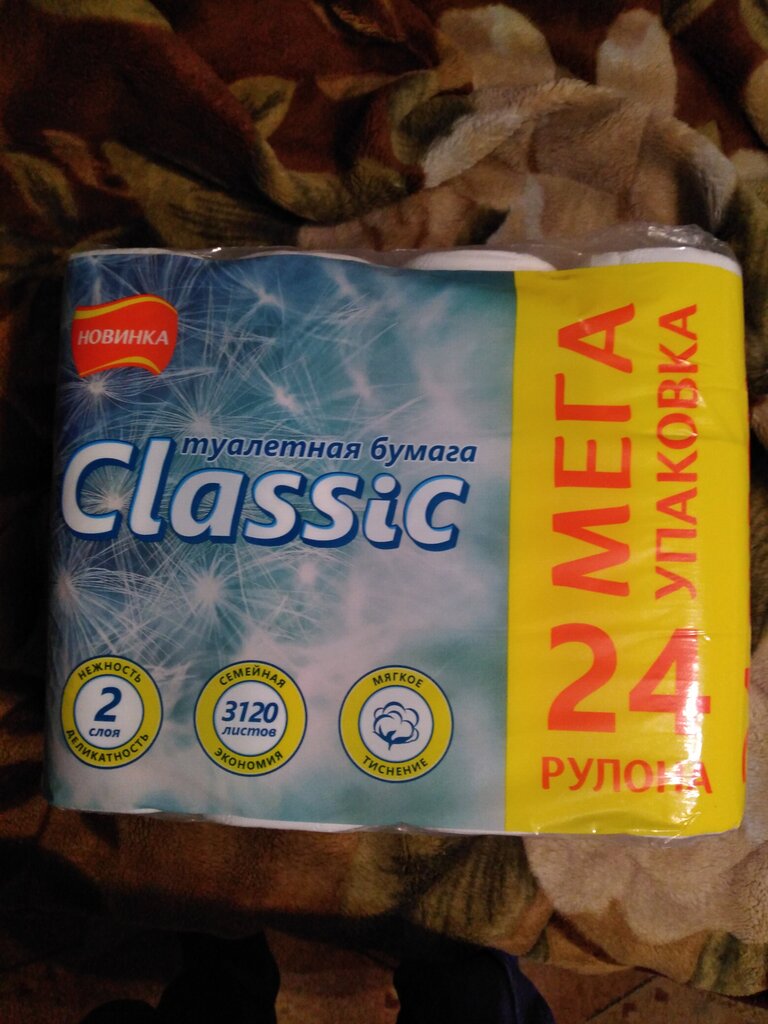 НОВИНКА
туалетная бумага
Classic
НЕЖНОСТЬ
2
слоя
ДЕЛИКАТНОСТЬ
СЕМЕЙНАЯ
3120
листов
ЭКОНОМИЯ
МЯГКОЕ
ТИСНЕНИЕ
МЕГА
УПАКОВКА
24
РУЛОНА